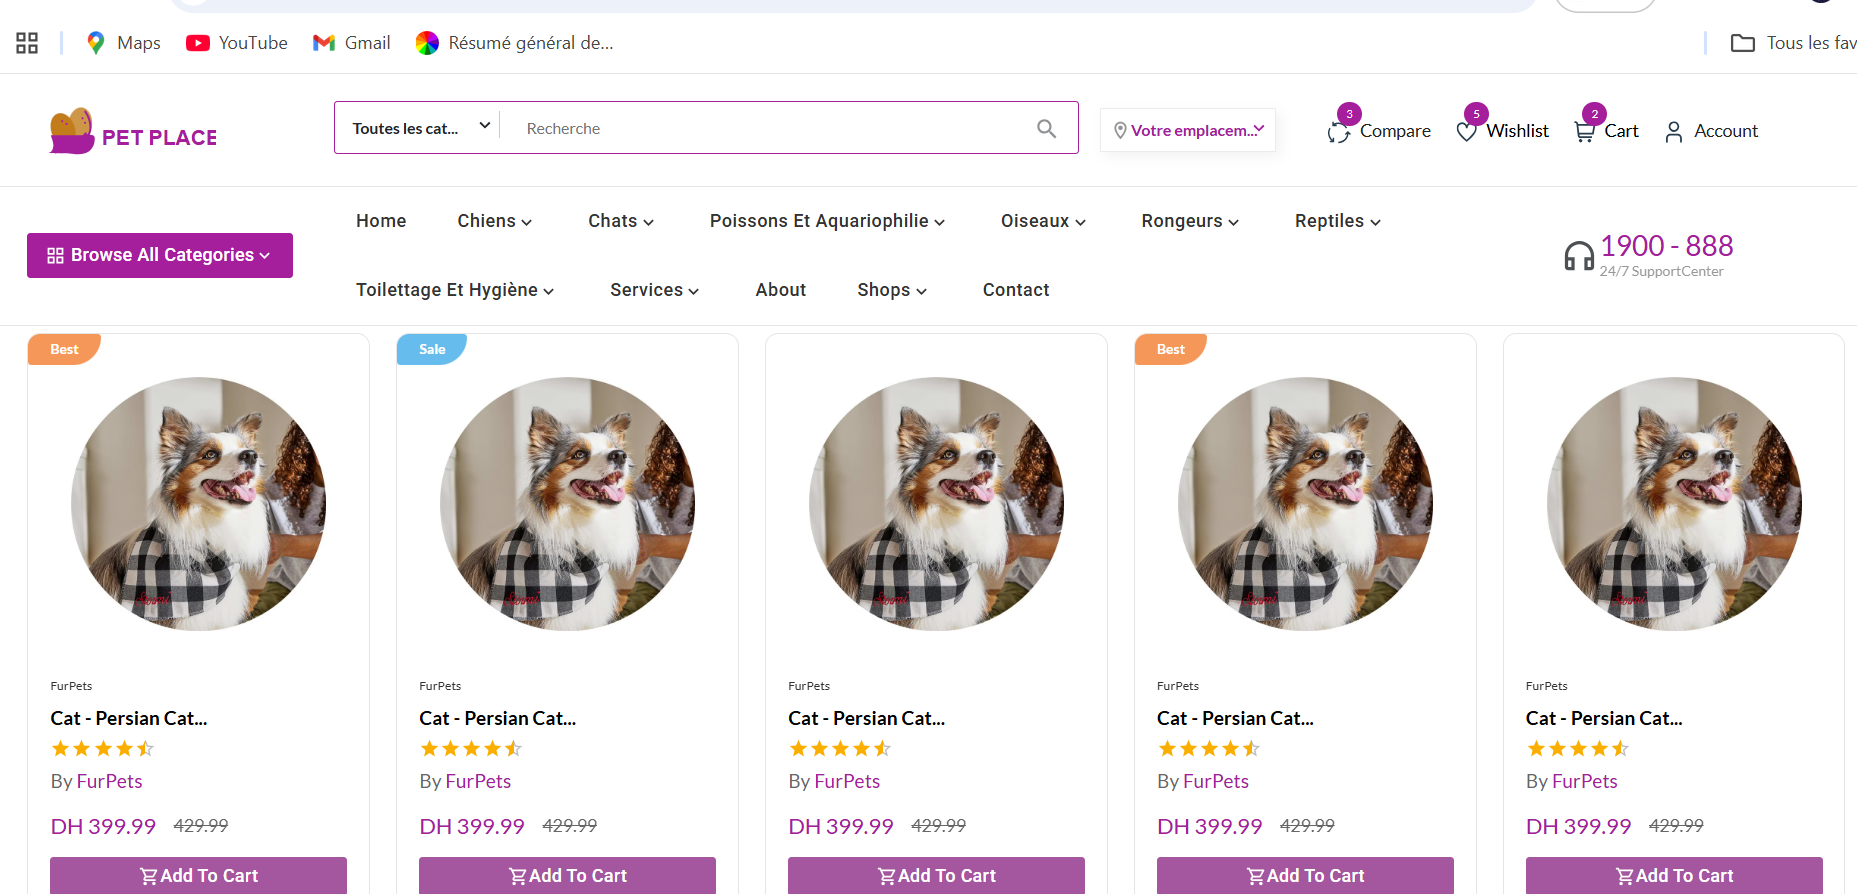 Maps YouTube Gmail Résumé général de... Tous les fav
PET PLACE
Toutes les cat... Recherche
Votre emplacem...
3 Compare 5 Wishlist 2 Cart Account
Browse All Categories
Home Chiens Chats Poissons Et Aquariophilie Oiseaux Rongeurs Reptiles
Toilettage Et Hygiène Services About Shops Contact
1900 - 888
24/7 SupportCenter
Best Sale Best
FurPets FurPets FurPets FurPets FurPets
Cat - Persian Cat... Cat - Persian Cat... Cat - Persian Cat... Cat - Persian Cat... Cat - Persian Cat...
By FurPets By FurPets By FurPets By FurPets By FurPets
DH 399.99 429.99 DH 399.99 429.99 DH 399.99 429.99 DH 399.99 429.99 DH 399.99 429.99
Add To Cart Add To Cart Add To Cart Add To Cart Add To Cart